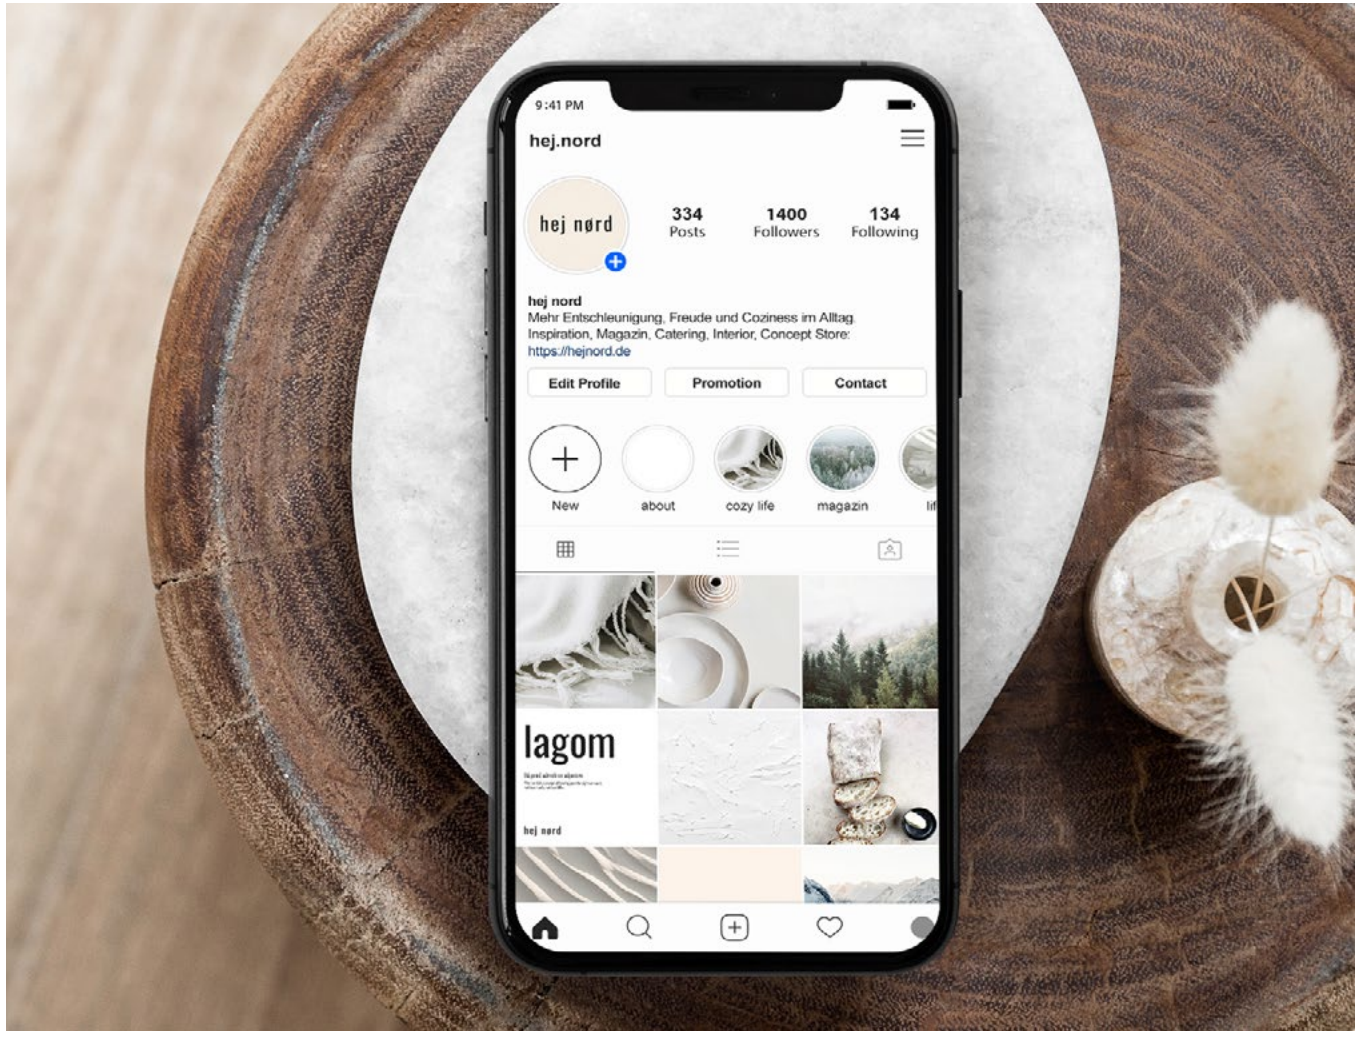 9:41 PM
hej.nord
hej nørd
334
Posts
1400
Followers
134
Following
hej nord
Mehr Entschleunigung, Freude und Coziness im Alltag.
Inspiration, Magazin, Catering, Interior, Concept Store:
https://hejnord.de
Edit Profile
Promotion
Contact
New
about
cozy life
magazin
lif
lagom
hej nørd